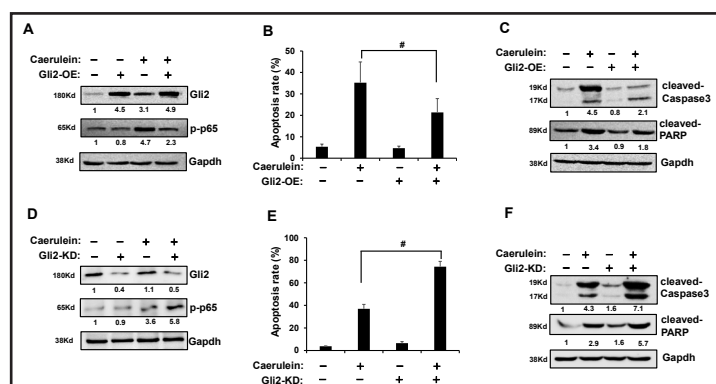 A
Caerulein: – – + +
Gli2-OE: – + – +
180Kd Gli2
1 4.5 3.1 4.9
65Kd p-p65
1 0.8 4.7 2.3
38Kd Gapdh
B
#
Apoptosis rate (%)
50
40
30
20
10
0
Caerulein: – + – +
Gli2-OE: – – + +
C
Caerulein: – + – +
Gli2-OE: – – + +
19Kd cleaved-
17Kd Caspase3
1 4.5 0.8 2.1
89Kd cleaved-
PARP
1 3.4 0.9 1.8
38Kd Gapdh
D
Caerulein: – – + +
Gli2-KD: – + – +
180Kd Gli2
1 0.4 1.1 0.5
65Kd p-p65
1 0.9 3.6 5.8
38Kd Gapdh
E
#
Apoptosis rate (%)
100
80
60
40
20
0
Caerulein: – + – +
Gli2-KD: – – + +
F
Caerulein: – + – +
Gli2-KD: – – + +
19Kd cleaved-
17Kd Caspase3
1 4.3 1.6 7.1
89Kd cleaved-
PARP
1 2.9 1.6 5.7
38Kd Gapdh